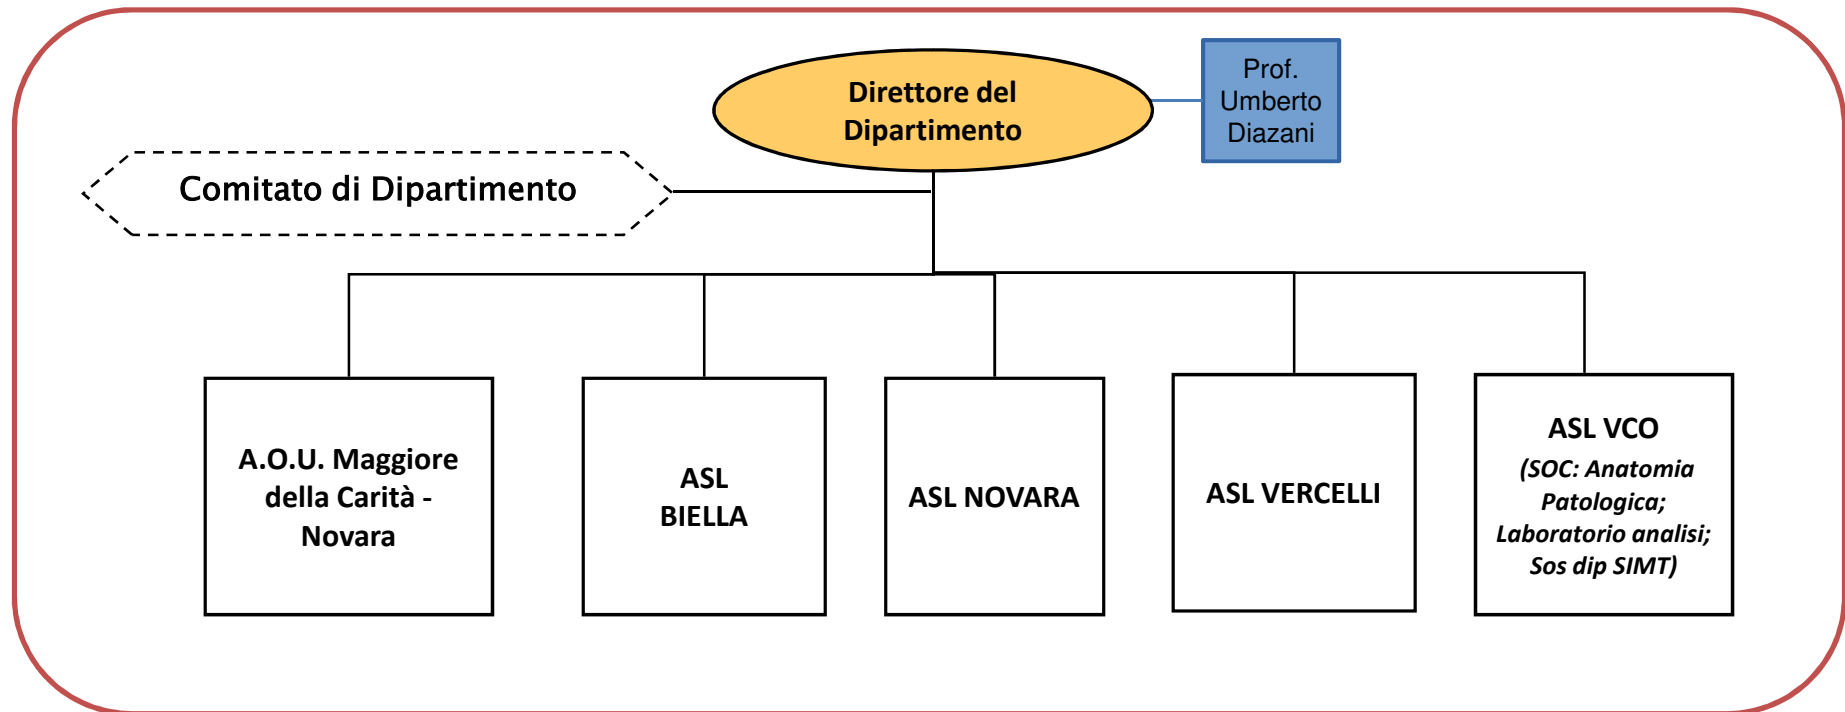 Direttore del
Dipartimento
Prof.
Umberto
Diazani
Comitato di Dipartimento
A.O.U. Maggiore
della Carità -
Novara
ASL
BIELLA
ASL NOVARA
ASL VERCELLI
ASL VCO
(SOC: Anatomia
Patologica;
Laboratorio analisi;
Sos dip SIMT)